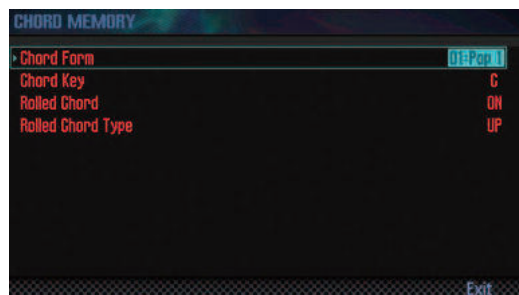 CHORD MEMORY
Chord Form 01:Pop 1
Chord Key C
Rolled Chord ON
Rolled Chord Type UP
Exit